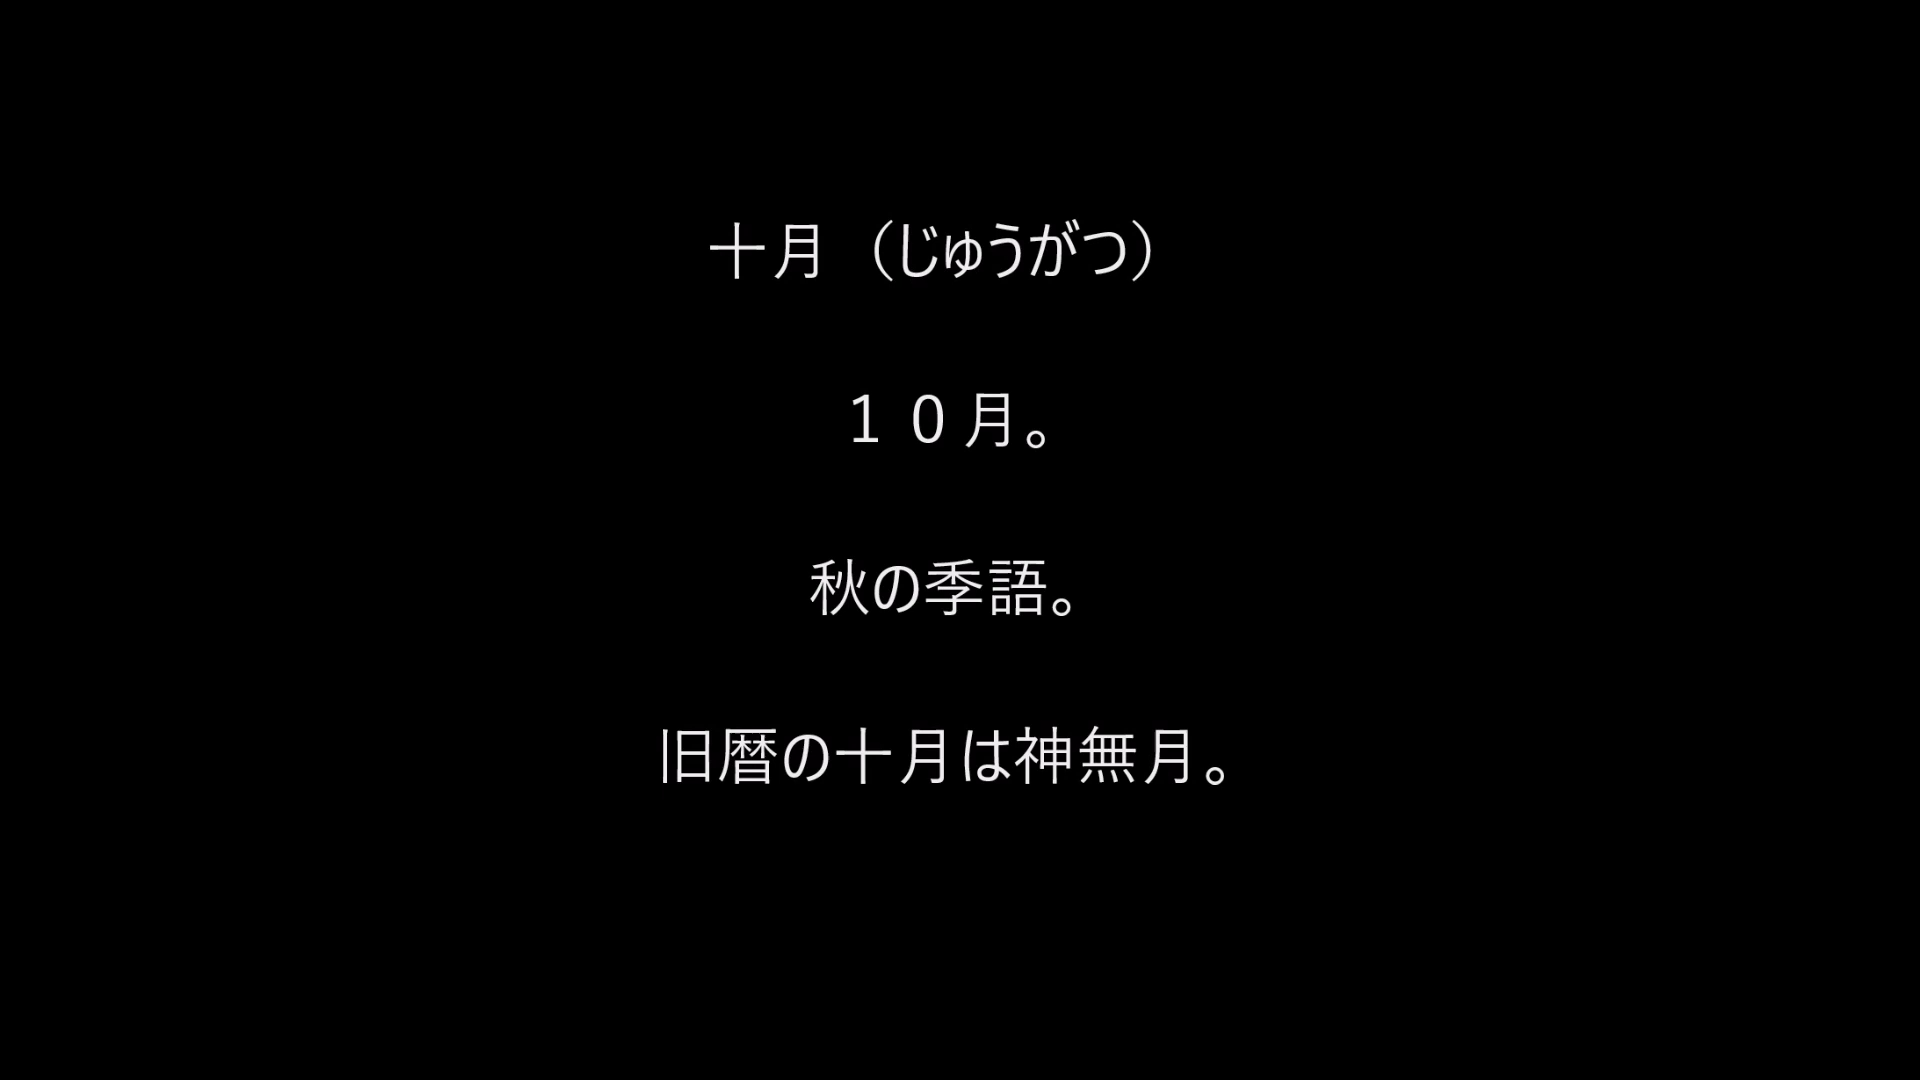 十月（じゅうがつ）
１０月。
秋の季語。
旧暦の十月は神無月。